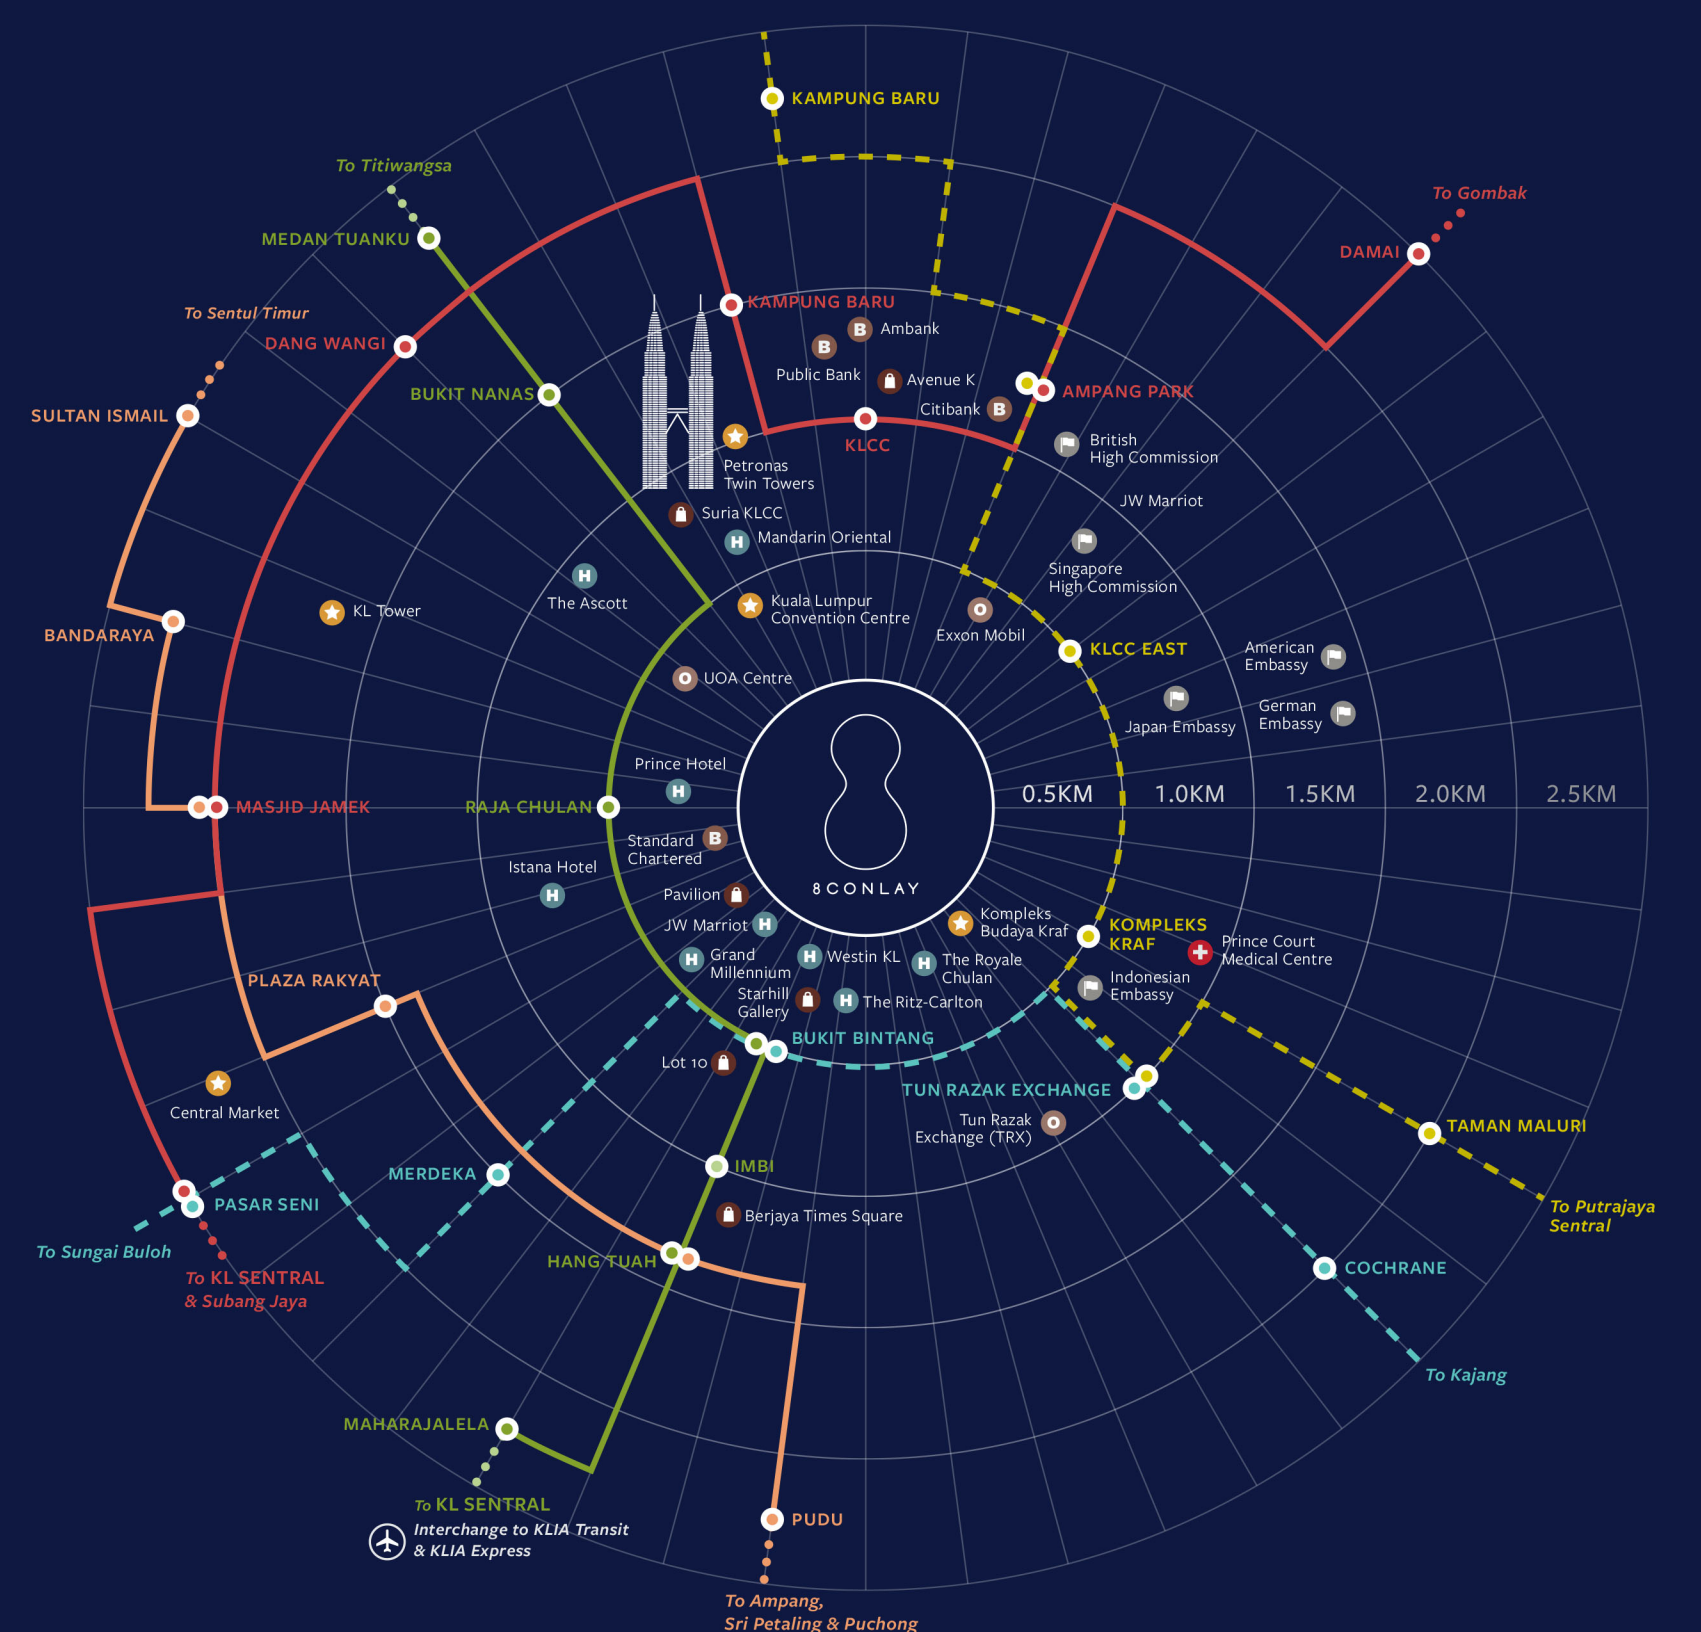 KAMPUNG BARU
To Titiwangsa
MEDAN TUANKU
To Gombak
DAMAI
To Sentul Timur
DANG WANGI
KAMPUNG BARU
B
Ambank
B
Public Bank
Avenue K
BUKIT NANAS
AMPANG PARK
Citibank B
SULTAN ISMAIL
KLCC
British
High Commission
Petronas
Twin Towers
JW Marriot
Suria KLCC
H
Mandarin Oriental
Singapore
High Commission
H
The Ascott
KL Tower
Kuala Lumpur
Convention Centre
O
Exxon Mobil
BANDARAYA
KLCC EAST
American
Embassy
O
UOA Centre
Japan Embassy
German
Embassy
Prince Hotel
H
MASJID JAMEK
RAJA CHULAN
0.5KM
1.0KM
1.5KM
2.0KM
2.5KM
Standard
Chartered
B
8CONLAY
Istana Hotel
H
Pavilion
JW Marriot H
Kompleks
Budaya Kraf
KOMPLEKS
KRAF
Prince Court
Medical Centre
H
Grand
Millennium
H
Westin KL
H
The Royale
Chulan
Indonesian
Embassy
PLAZA RAKYAT
Starhill
Gallery
H
The Ritz-Carlton
BUKIT BINTANG
Lot 10
TUN RAZAK EXCHANGE
Central Market
Tun Razak
Exchange (TRX)
O
TAMAN MALURI
MERDEKA
IMBI
PASAR SENI
To Putrajaya
Sentral
Berjaya Times Square
To Sungai Buloh
HANG TUAH
COCHRANE
To KL SENTRAL
& Subang Jaya
To Kajang
MAHARAJALELA
To KL SENTRAL
Interchange to KLIA Transit
& KLIA Express
PUDU
To Ampang,
Sri Petaling & Puchong